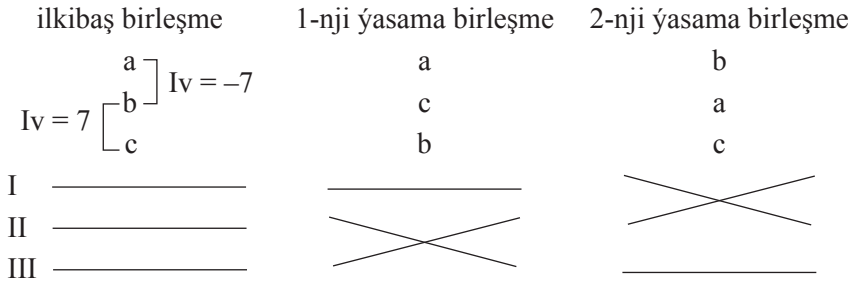 ilkibaş birleşme 1-nji ýasama birleşme 2-nji ýasama birleşme
a a b
Iv = –7
b c a
Iv = 7
c b c
I
II
III